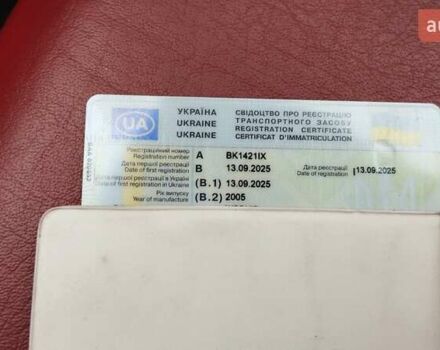 au
УКРАЇНА СВІДОЦТВО ПРО РЕЄСТРАЦІЮ
UKRAINE ТРАНСПОРТНОГО ЗАСОБУ
UKRAINE REGISTRATION CERTIFICATE
CERTIFICAT D'IMMATRICULATION
UA
Реєстраційний номер
Registration number A BK1421IX
Дата першої реєстрації
Date of first registration B 13.09.2025
Дата реєстрації
Date of registration I 13.09.2025
Дата першої реєстрації в Україні
Date of first registration in Ukraine (B.1) 13.09.2025
Рік випуску
Year of manufacture (B.2) 2005